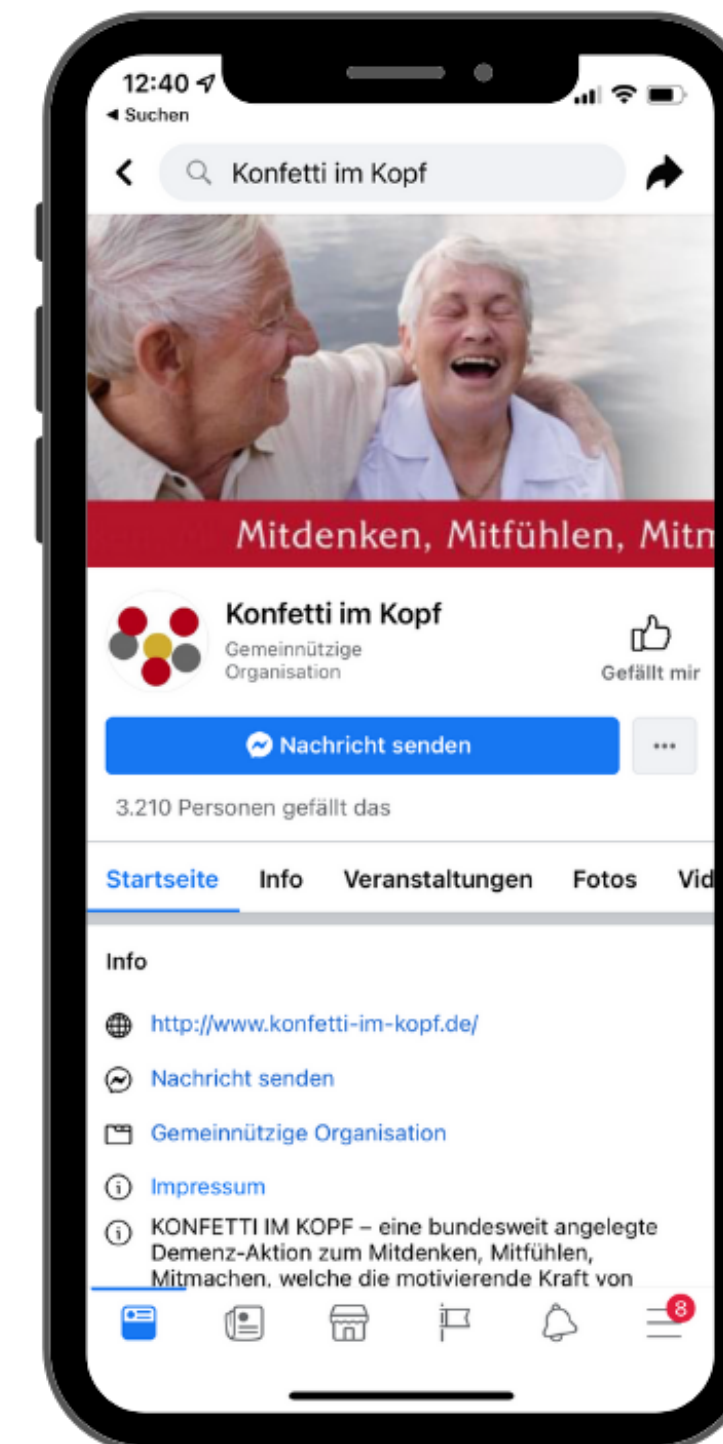 12:40
◀ Suchen
Konfetti im Kopf
Mitdenken, Mitfühlen, Mitm
Konfetti im Kopf
Gemeinnützige
Organisation
Gefällt mir
Nachricht senden
3.210 Personen gefällt das
Startseite Info Veranstaltungen Fotos Vid
Info
http://www.konfetti-im-kopf.de/
Nachricht senden
Gemeinnützige Organisation
Impressum
KONFETTI IM KOPF – eine bundesweit angelegte
Demenz-Aktion zum Mitdenken, Mitfühlen,
Mitmachen, welche die motivierende Kraft von
8